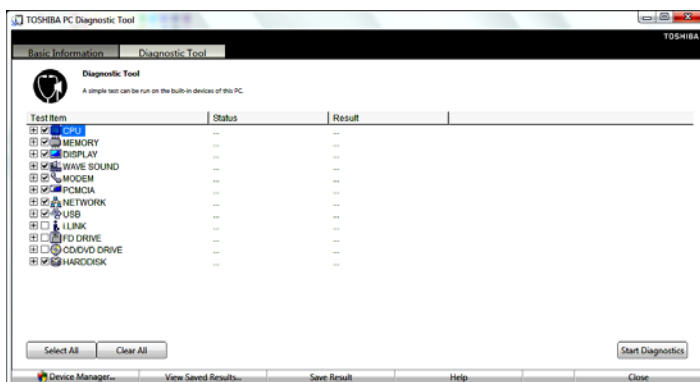 TOSHIBA PC Diagnostic Tool
TOSHIBA
Basic Information Diagnostic Tool
Diagnostic Tool
A simple test can be run on the built-in devices of this PC.
Test Item Status Result
CPU ... ...
MEMORY ... ...
DISPLAY ... ...
WAVE SOUND ... ...
MODEM ... ...
PCMCIA ... ...
NETWORK ... ...
USB ... ...
i.LINK ... ...
FD DRIVE ... ...
CD/DVD DRIVE ... ...
HARDDISK ... ...
Select All Clear All Start Diagnostics
Device Manager... View Saved Results... Save Result Help Close